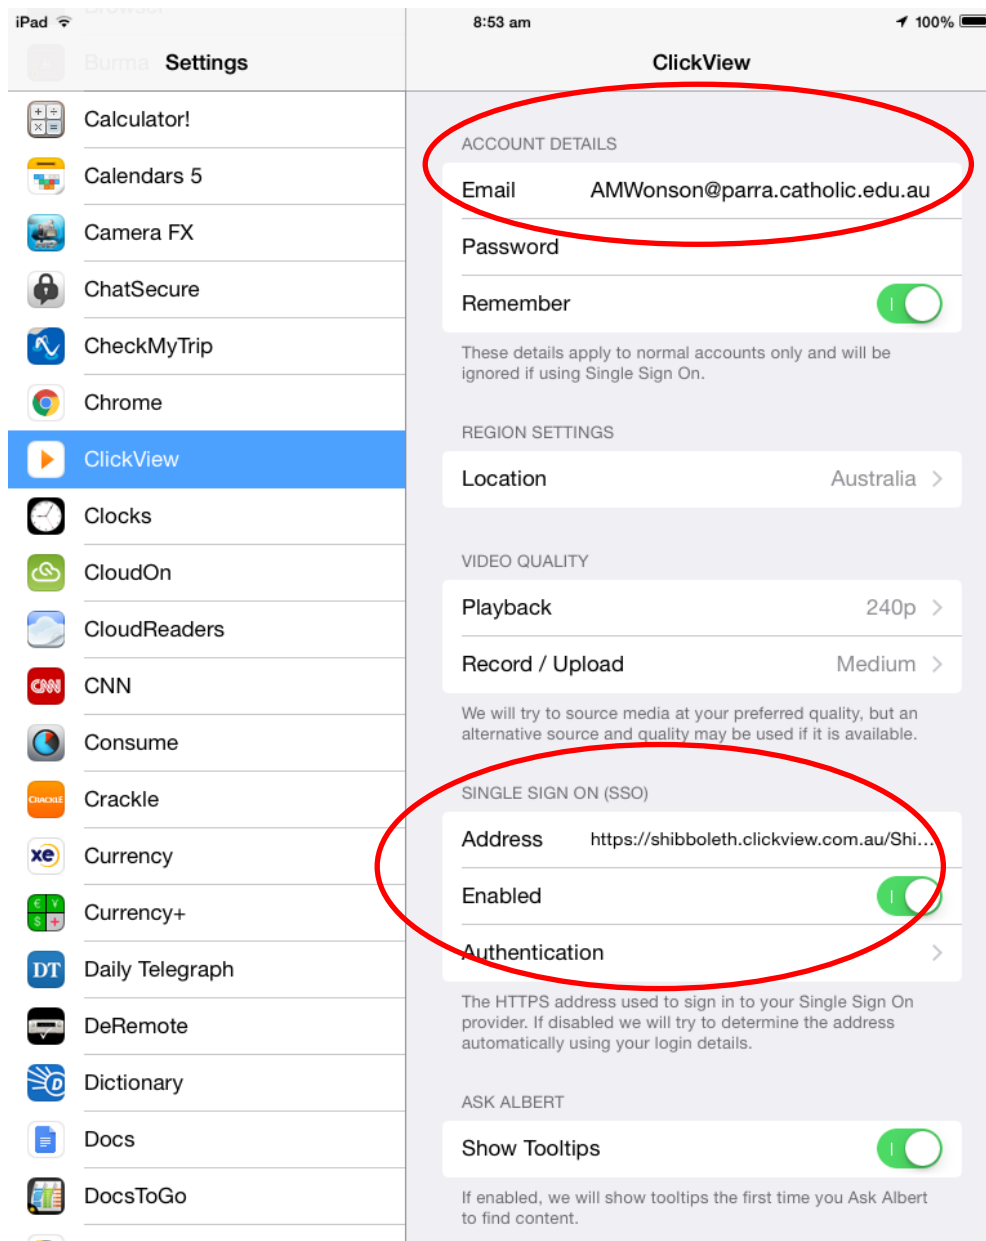 iPad 8:53 am 100%
Burma Settings ClickView
Calculator!
Calendars 5
Camera FX
ChatSecure
CheckMyTrip
Chrome
ClickView
Clocks
CloudOn
CloudReaders
CNN CNN
Consume
CRACKLE Crackle
xe Currency
€ ¥ $ + Currency+
DT Daily Telegraph
DeRemote
Dictionary
Docs
DocsToGo
ACCOUNT DETAILS
Email AMWonson@parra.catholic.edu.au
Password
Remember
These details apply to normal accounts only and will be
ignored if using Single Sign On.
REGION SETTINGS
Location Australia
VIDEO QUALITY
Playback 240p
Record / Upload Medium
We will try to source media at your preferred quality, but an
alternative source and quality may be used if it is available.
SINGLE SIGN ON (SSO)
Address https://shibboleth.clickview.com.au/Shi...
Enabled
Authentication
The HTTPS address used to sign in to your Single Sign On
provider. If disabled we will try to determine the address
automatically using your login details.
ASK ALBERT
Show Tooltips
If enabled, we will show tooltips the first time you Ask Albert
to find content.